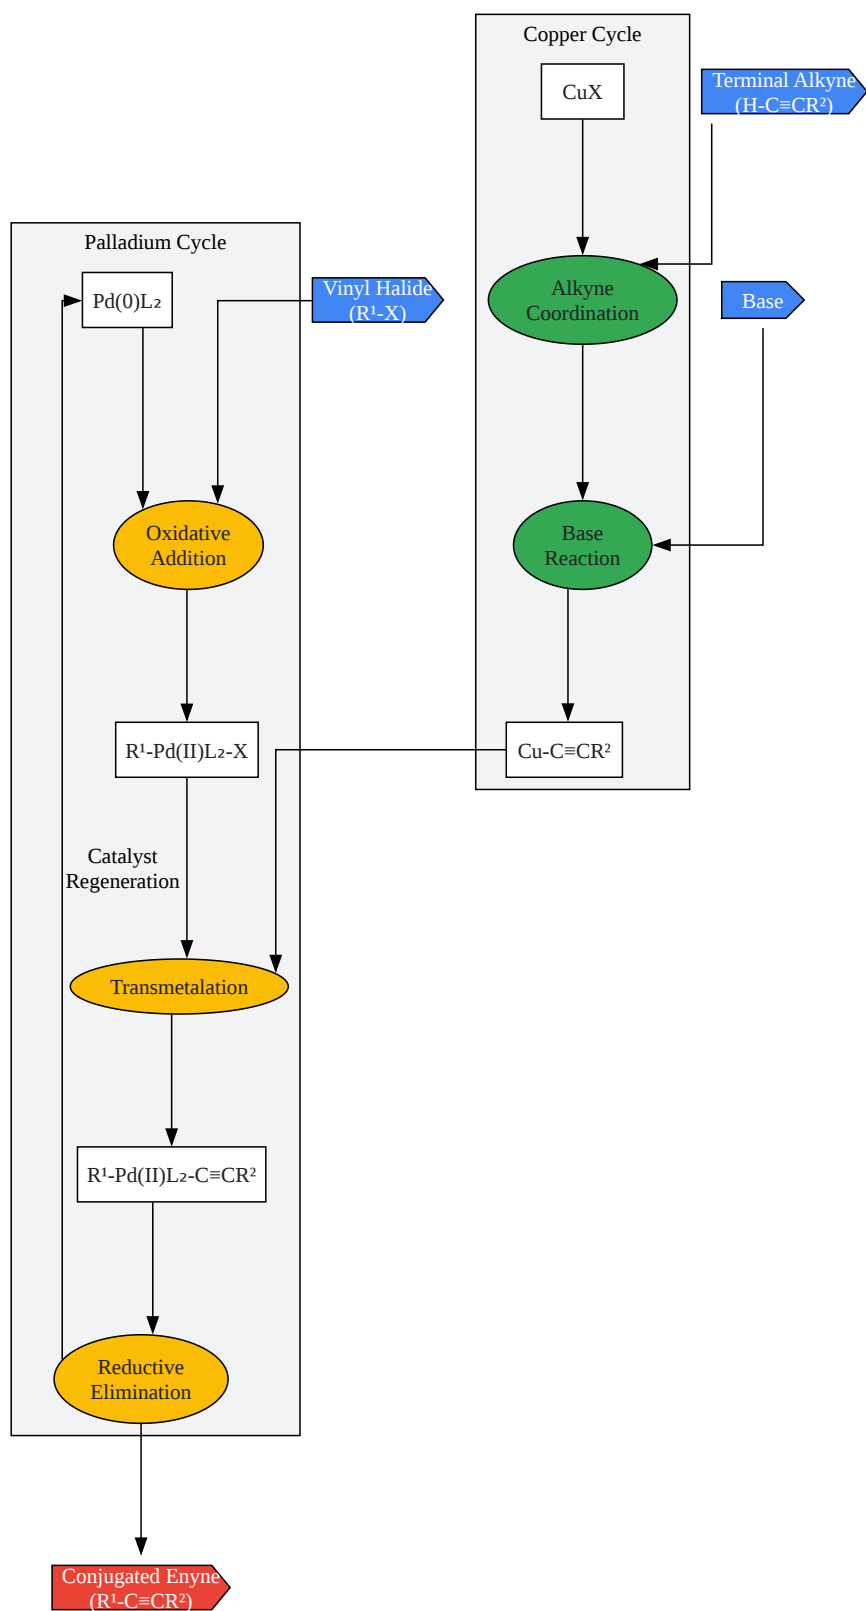 Copper Cycle
CuX
Terminal Alkyne
(H-C≡CR²)
Palladium Cycle
Pd(0)L₂
Vinyl Halide
(R¹-X)
Alkyne
Coordination
Base
Oxidative
Addition
Base
Reaction
R¹-Pd(II)L₂-X
Cu-C≡CR²
Catalyst
Regeneration
Transmetalation
R¹-Pd(II)L₂-C≡CR²
Reductive
Elimination
Conjugated Enyne
(R¹-C≡CR²)